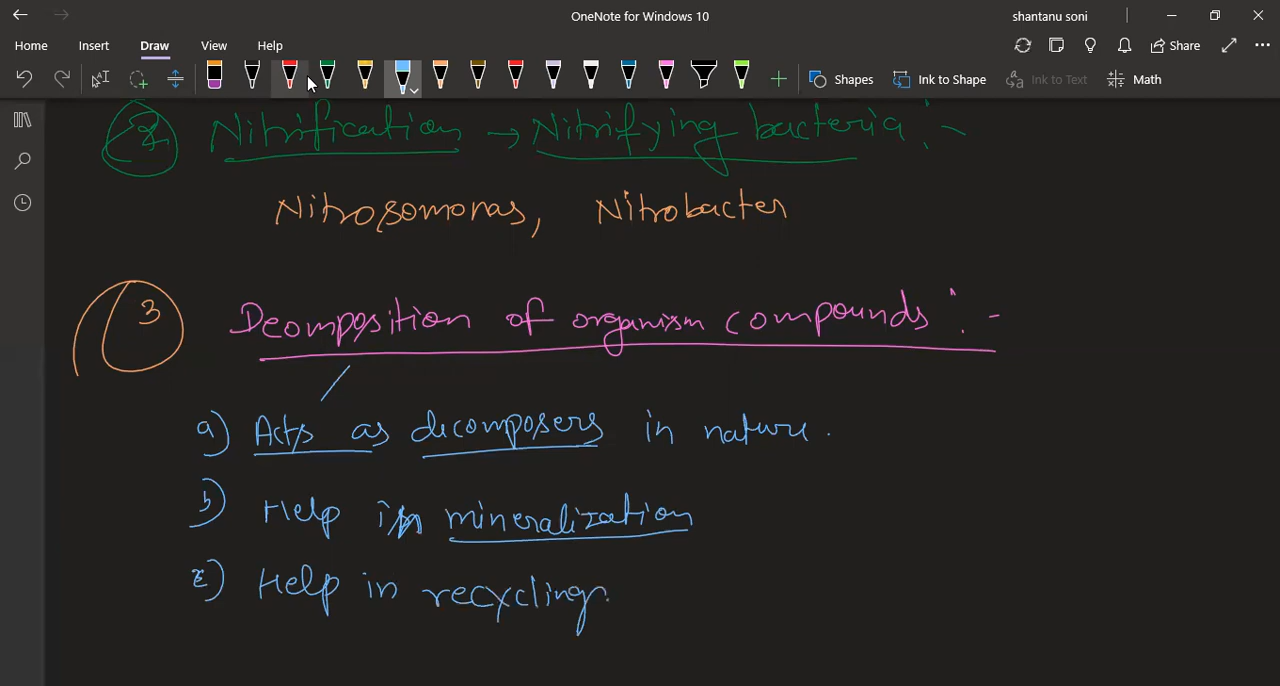 OneNote for Windows 10
shantanu soni
Home Insert Draw View Help
Share
Shapes Ink to Shape Ink to Text Math
2 Nitrification → Nitrifying bacteria :-
Nitrosomonas, Nitrobacter
3 Deomposition of organism compounds :-
a) Acts as decomposers in nature.
b) Help in mineralization
c) Help in recycling.